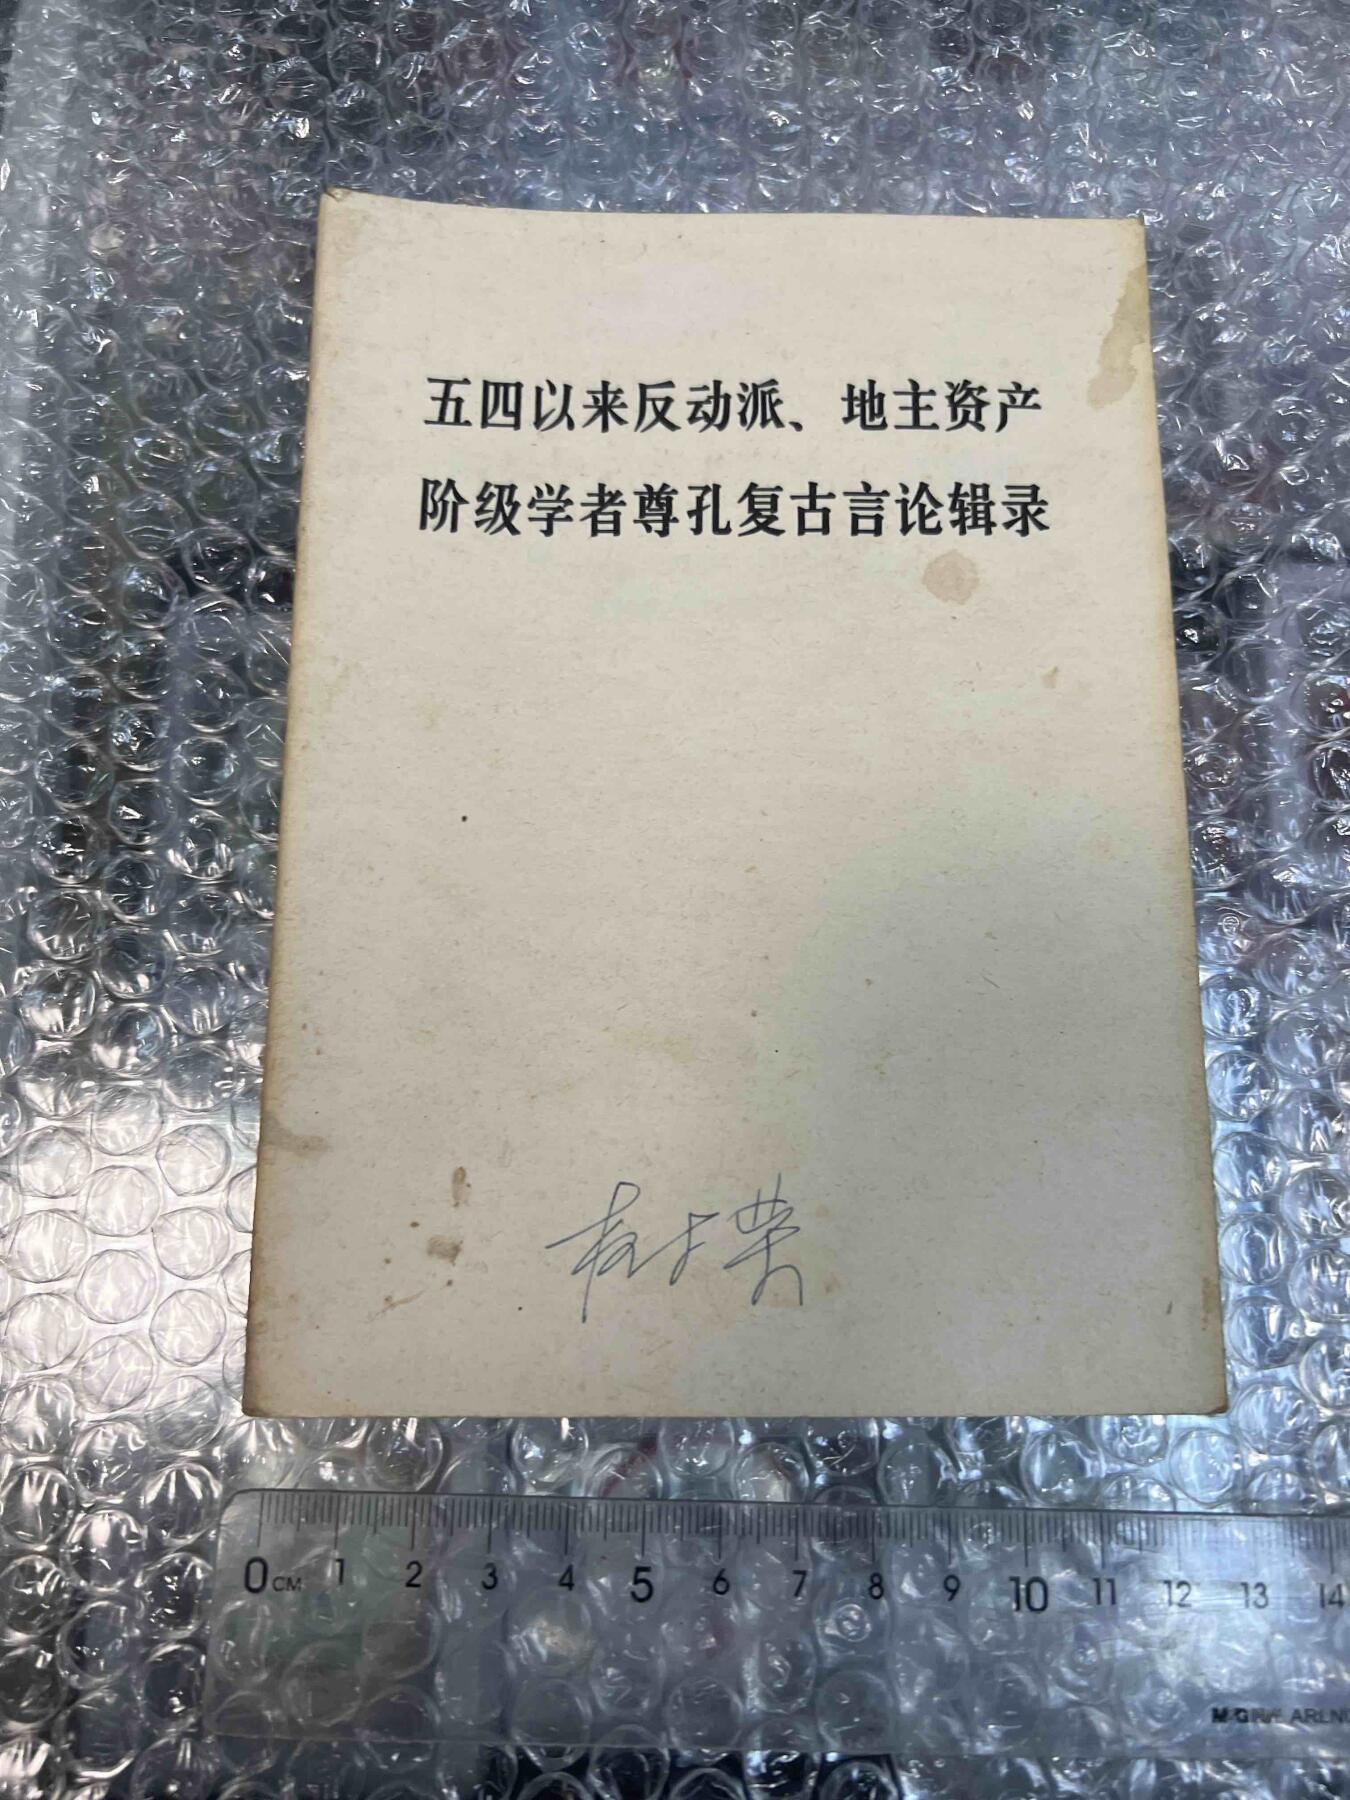 五四以来反动派、地主资产
阶级学者尊孔复古言论辑录
0CM 1 2 3 4 5 6 7 8 9 10 11 12 13 14
M&G